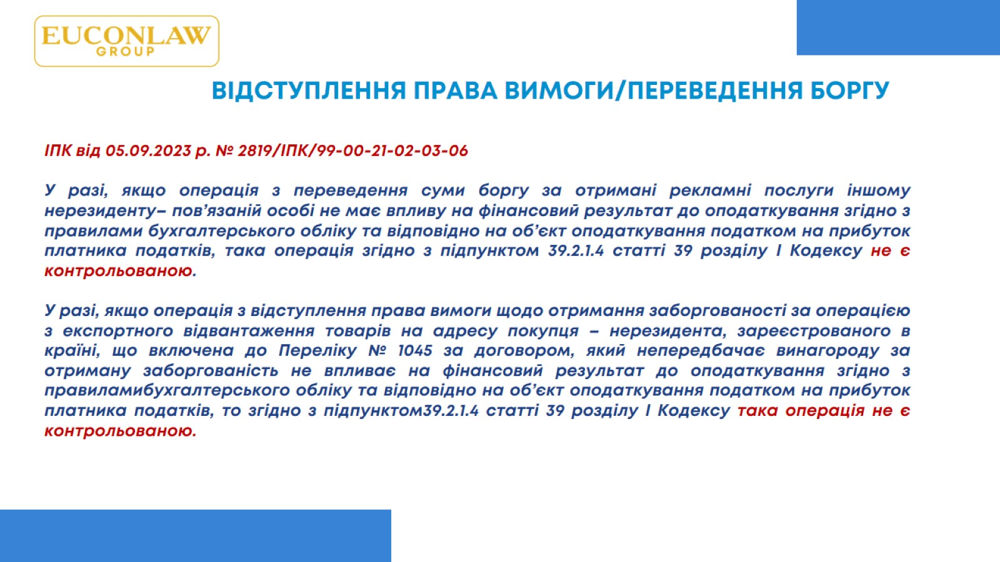 EUCONLAW
GROUP
ВІДСТУПЛЕННЯ ПРАВА ВИМОГИ/ПЕРЕВЕДЕННЯ БОРГУ
ІПК від 05.09.2023 р. № 2819/ІПК/99-00-21-02-03-06
У разі, якщо операція з переведення суми боргу за отримані рекламні послуги іншому
нерезиденту– пов’язаній особі не має впливу на фінансовий результат до оподаткування згідно з
правилами бухгалтерського обліку та відповідно на об’єкт оподаткування податком на прибуток
платника податків, така операція згідно з підпунктом 39.2.1.4 статті 39 розділу І Кодексу не є
контрольованою.
У разі, якщо операція з відступлення права вимоги щодо отримання заборгованості за операцією
з експортного відвантаження товарів на адресу покупця – нерезидента, зареєстрованого в
країні, що включена до Переліку № 1045 за договором, який непередбачає винагороду за
отриману заборгованість не впливає на фінансовий результат до оподаткування згідно з
правиламибухгалтерського обліку та відповідно на об’єкт оподаткування податком на прибуток
платника податків, то згідно з підпунктом39.2.1.4 статті 39 розділу І Кодексу така операція не є
контрольованою.